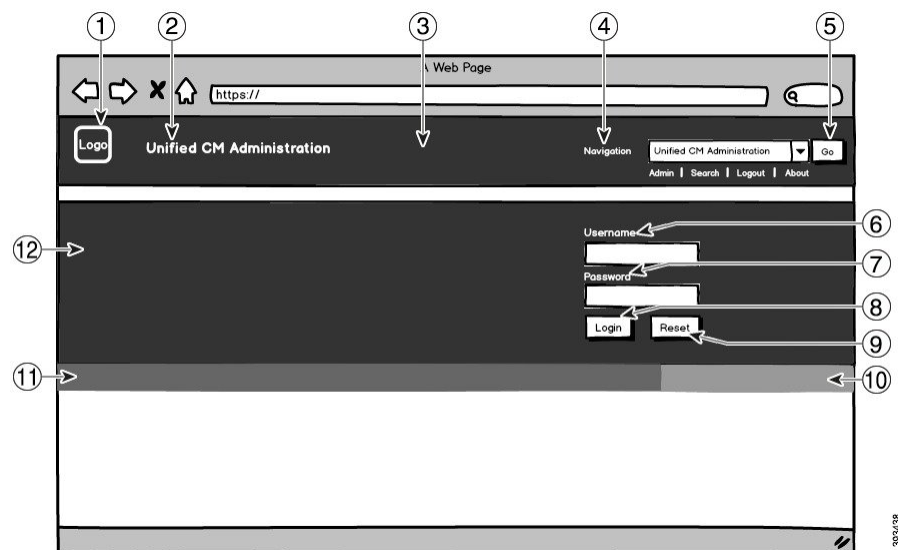 1 2 3 4 5
A Web Page
https://
Logo
Unified CM Administration
Navigation
Unified CM Administration
Go
Admin | Search | Logout | About
12
Username
6
Password
7
8
Login
Reset
9
11
10
393438